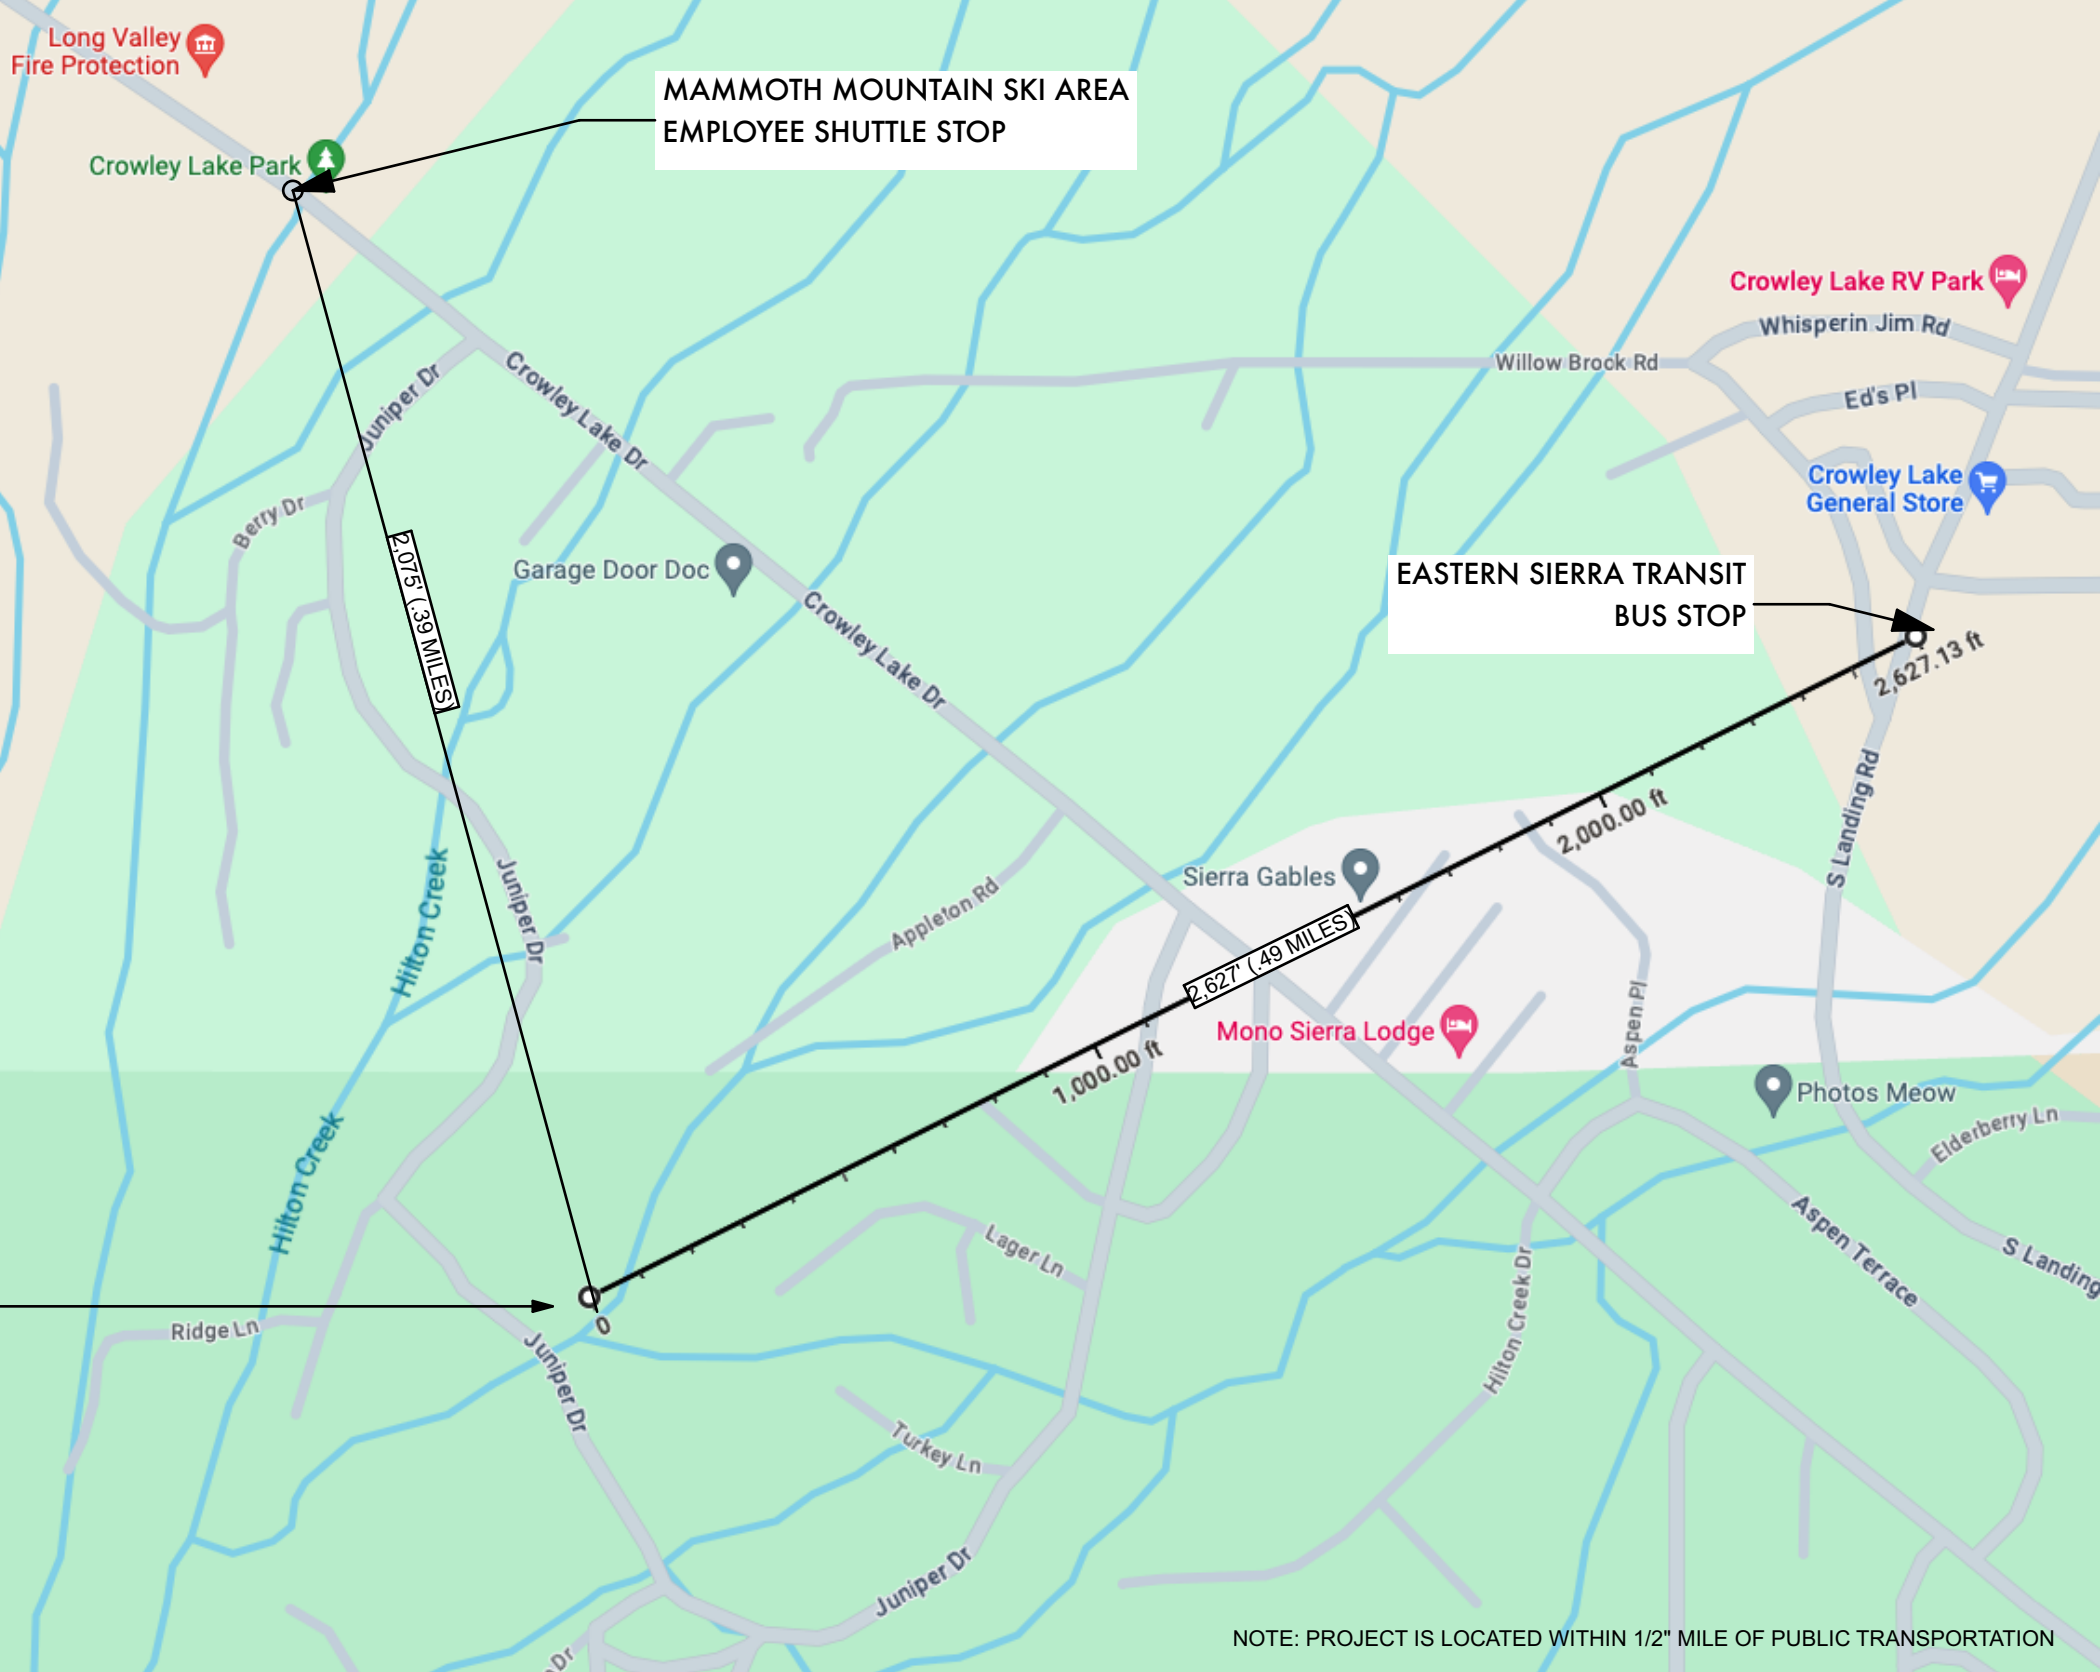 Long Valley
Fire Protection
MAMMOTH MOUNTAIN SKI AREA
EMPLOYEE SHUTTLE STOP
Crowley Lake Park
Crowley Lake RV Park
Whisperin Jim Rd
Willow Brock Rd
Ed's Pl
Juniper Dr
Crowley Lake Dr
Crowley Lake
General Store
Berry Dr
2,075' (.39 MILES)
Garage Door Doc
EASTERN SIERRA TRANSIT
BUS STOP
Crowley Lake Dr
2,627.13 ft
S Landing Rd
2,000.00 ft
Sierra Gables
Hilton Creek
Juniper Dr
Appleton Rd
2,627' (.49 MILES)
Mono Sierra Lodge
Aspen Pl
1,000.00 ft
Photos Meow
Elderberry Ln
Hilton Creek
Lager Ln
Aspen Terrace
S Landing
Hilton Creek Dr
0
Ridge Ln
Juniper Dr
Turkey Ln
Juniper Dr
Dr
NOTE: PROJECT IS LOCATED WITHIN 1/2" MILE OF PUBLIC TRANSPORTATION